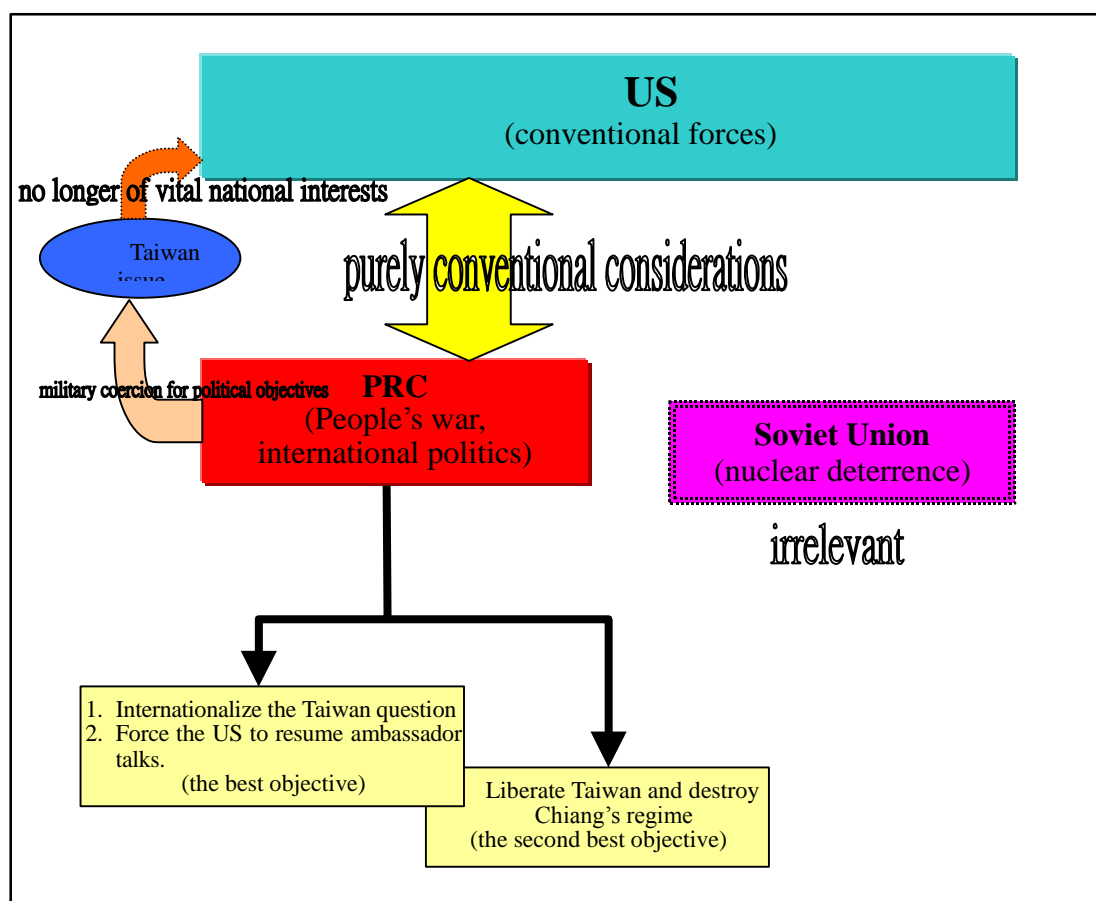 US
(conventional forces)
no longer of vital national interests
Taiwan
issue
purely conventional considerations
military coercion for political objectives
PRC
(People's war,
international politics)
Soviet Union
(nuclear deterrence)
irrelevant
1. Internationalize the Taiwan question
2. Force the US to resume ambassador
talks.
(the best objective)
Liberate Taiwan and destroy
Chiang's regime
(the second best objective)